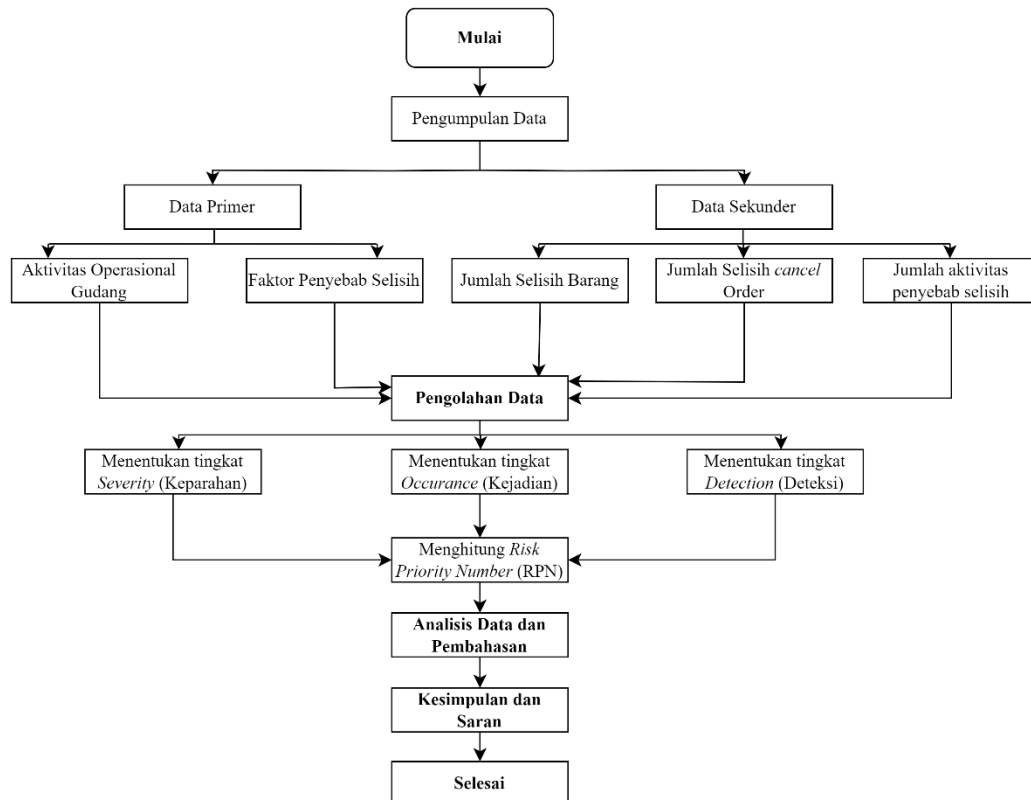 Mulai
Pengumpulan Data
Data Primer
Data Sekunder
Aktivitas Operasional
Gudang
Faktor Penyebab Selisih
Jumlah Selisih Barang
Jumlah Selisih cancel
Order
Jumlah aktivitas
penyebab selisih
Pengolahan Data
Menentukan tingkat
Severity (Keparahan)
Menentukan tingkat
Occurance (Kejadian)
Menentukan tingkat
Detection (Deteksi)
Menghitung Risk
Priority Number (RPN)
Analisis Data dan
Pembahasan
Kesimpulan dan
Saran
Selesai